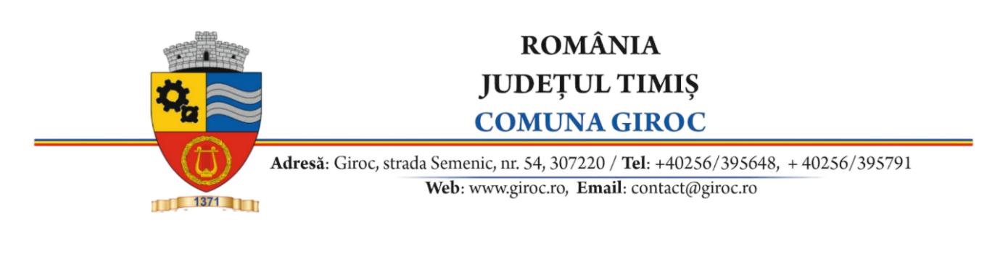 ROMÂNIA
JUDEȚUL TIMIȘ
COMUNA GIROC
Adresă: Giroc, strada Semenic, nr. 54, 307220 / Tel: +40256/395648, + 40256/395791
Web: www.giroc.ro, Email: contact@giroc.ro
1371